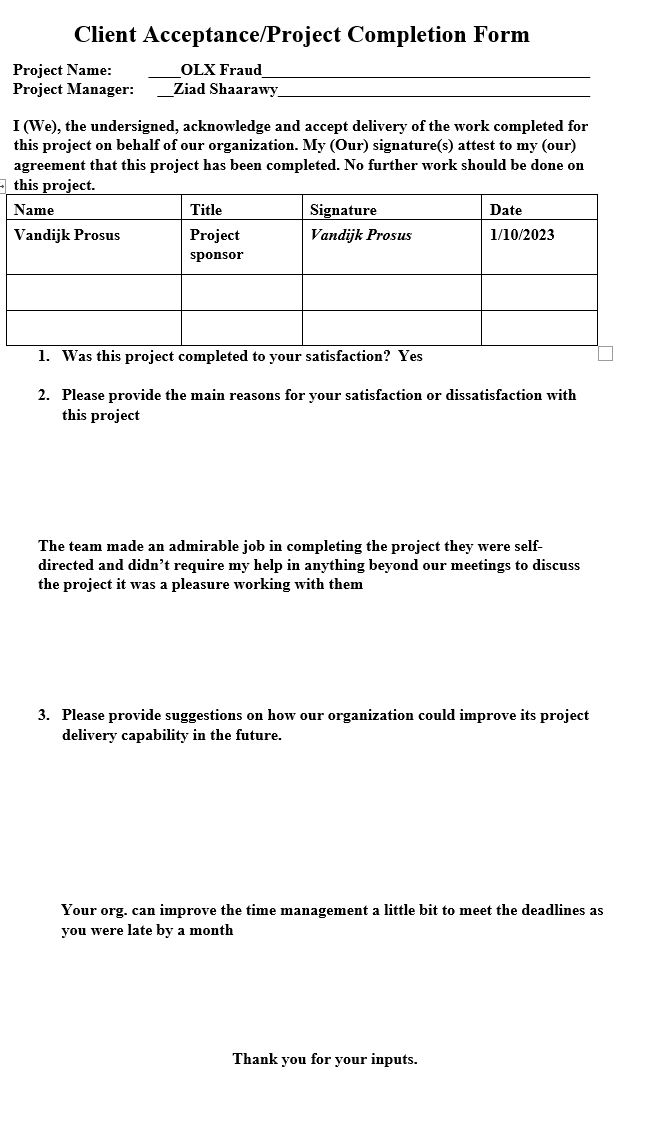 Client Acceptance/Project Completion Form
Project Name: ____OLX Fraud____
Project Manager: __Ziad Shaarawy____
I (We), the undersigned, acknowledge and accept delivery of the work completed for
this project on behalf of our organization. My (Our) signature(s) attest to my (our)
agreement that this project has been completed. No further work should be done on
this project.
Name Title Signature Date
Vandijk Prosus Project Vandijk Prosus 1/10/2023
sponsor
1. Was this project completed to your satisfaction? Yes
2. Please provide the main reasons for your satisfaction or dissatisfaction with
this project
The team made an admirable job in completing the project they were self-
directed and didn’t require my help in anything beyond our meetings to discuss
the project it was a pleasure working with them
3. Please provide suggestions on how our organization could improve its project
delivery capability in the future.
Your org. can improve the time management a little bit to meet the deadlines as
you were late by a month
Thank you for your inputs.